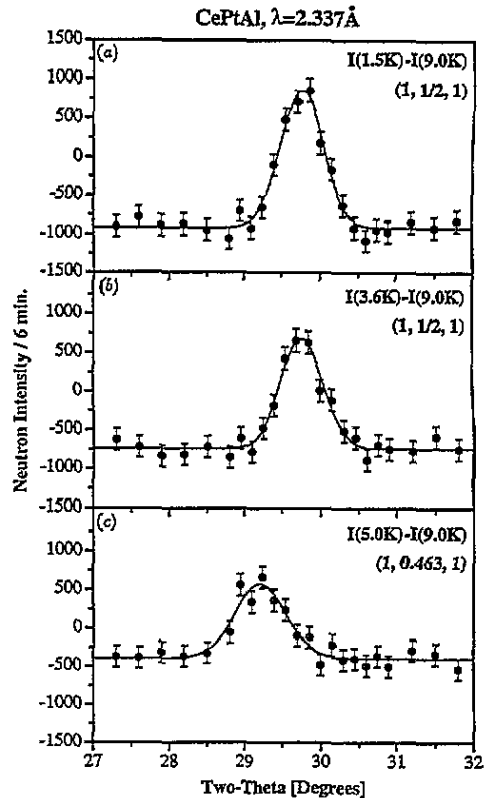 CePtAl, λ=2.337Å
1500
(a)
I(1.5K)-I(9.0K)
1000
(1, 1/2, 1)
500
0
-500
-1000
-1500
(b)
I(3.6K)-I(9.0K)
1000
(1, 1/2, 1)
500
0
-500
-1000
-1500
(c)
I(5.0K)-I(9.0K)
1000
(1, 0.463, 1)
500
0
-500
-1000
-1500
27 28 29 30 31 32
Two-Theta [Degrees]
Neutron Intensity / 6 min.